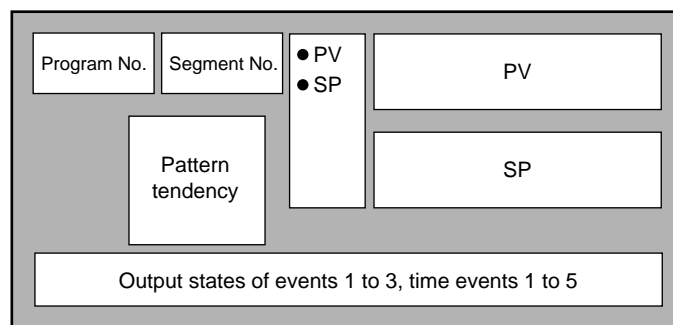 Program No.
Segment No.
● PV
● SP
PV
SP
Pattern
tendency
Output states of events 1 to 3, time events 1 to 5